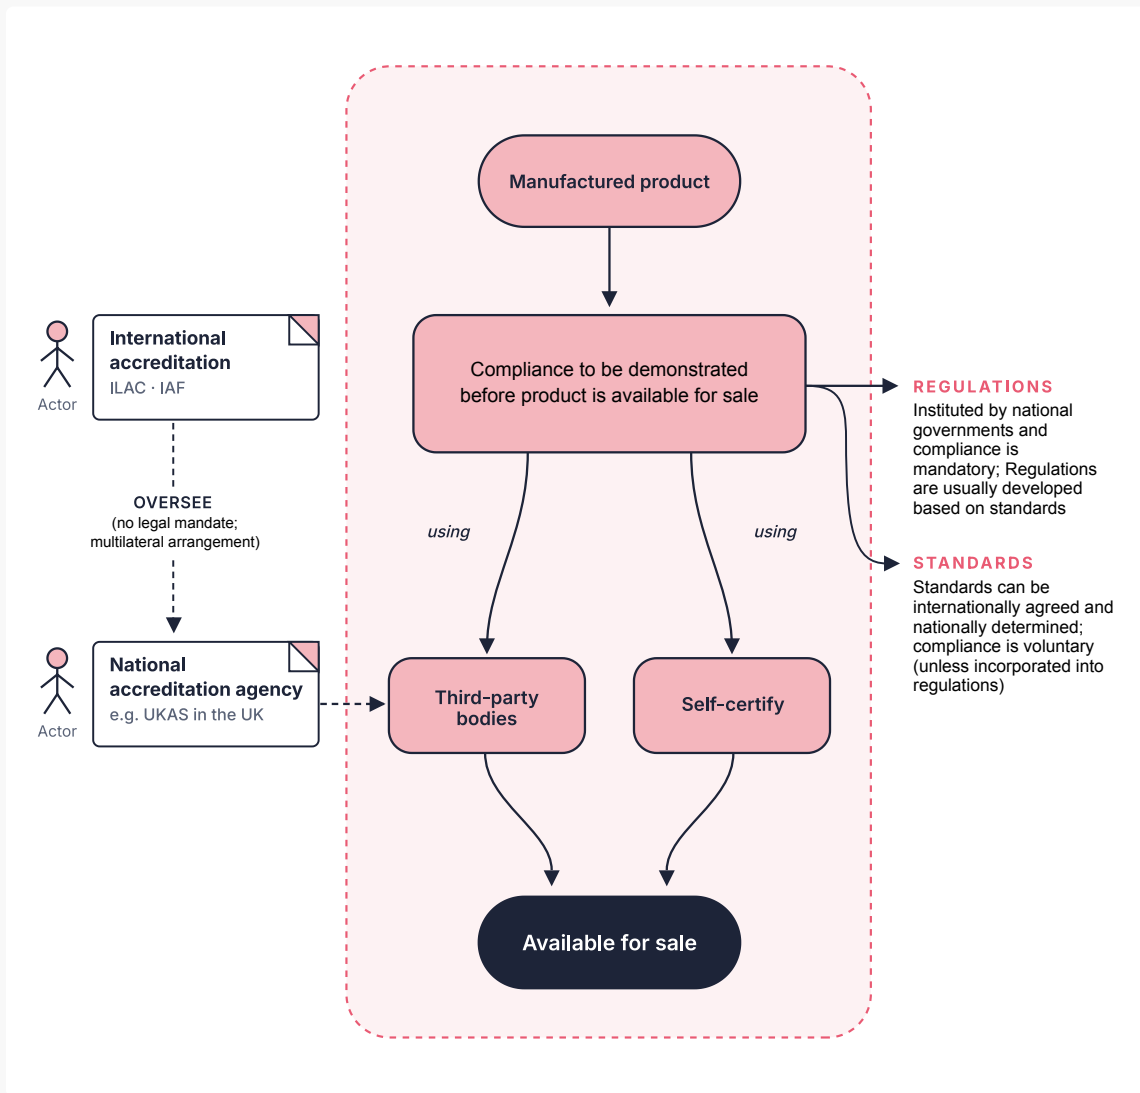 Manufactured product
International
accreditation
ILAC · IAF
Actor
Compliance to be demonstrated
before product is available for sale
REGULATIONS
Instituted by national
governments and
compliance is
mandatory; Regulations
are usually developed
based on standards
OVERSEE
(no legal mandate;
multilateral arrangement)
using
using
STANDARDS
Standards can be
internationally agreed and
nationally determined;
compliance is voluntary
(unless incorporated into
regulations)
National
accreditation agency
e.g. UKAS in the UK
Actor
Third-party
bodies
Self-certify
Available for sale